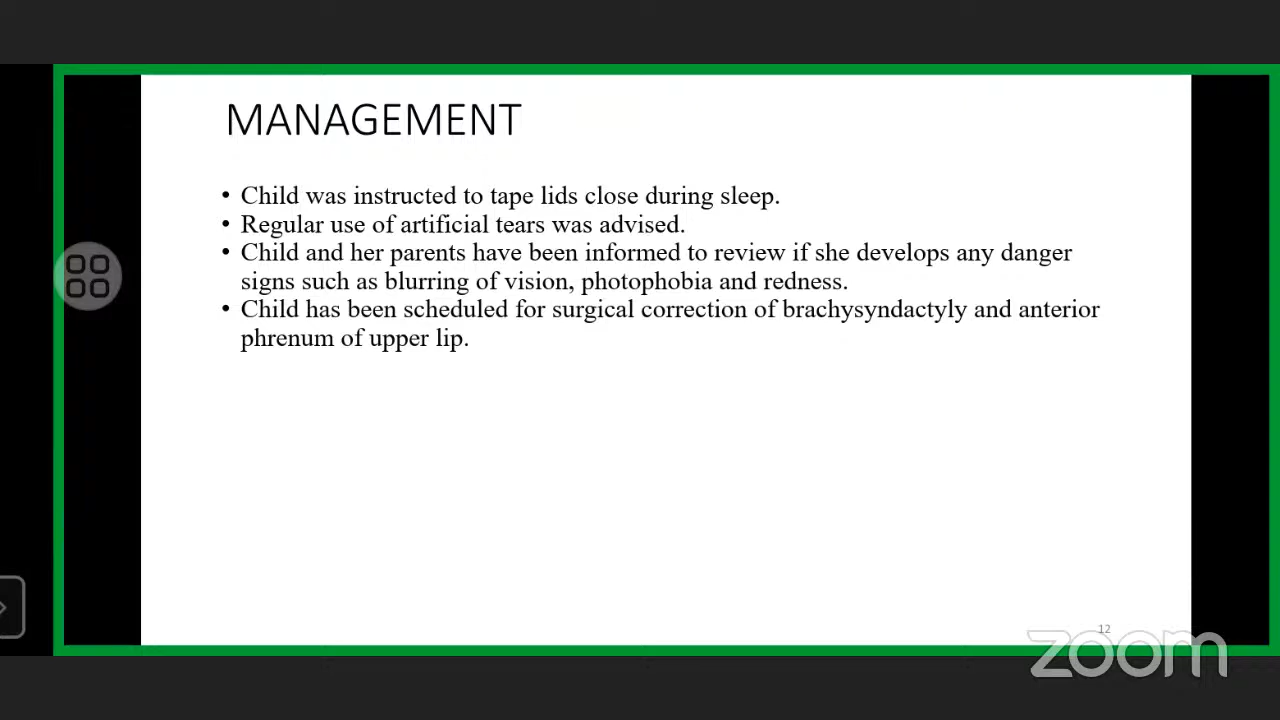 MANAGEMENT
• Child was instructed to tape lids close during sleep.
• Regular use of artificial tears was advised.
• Child and her parents have been informed to review if she develops any danger
signs such as blurring of vision, photophobia and redness.
• Child has been scheduled for surgical correction of brachysyndactyly and anterior
phrenum of upper lip.
12
zoom